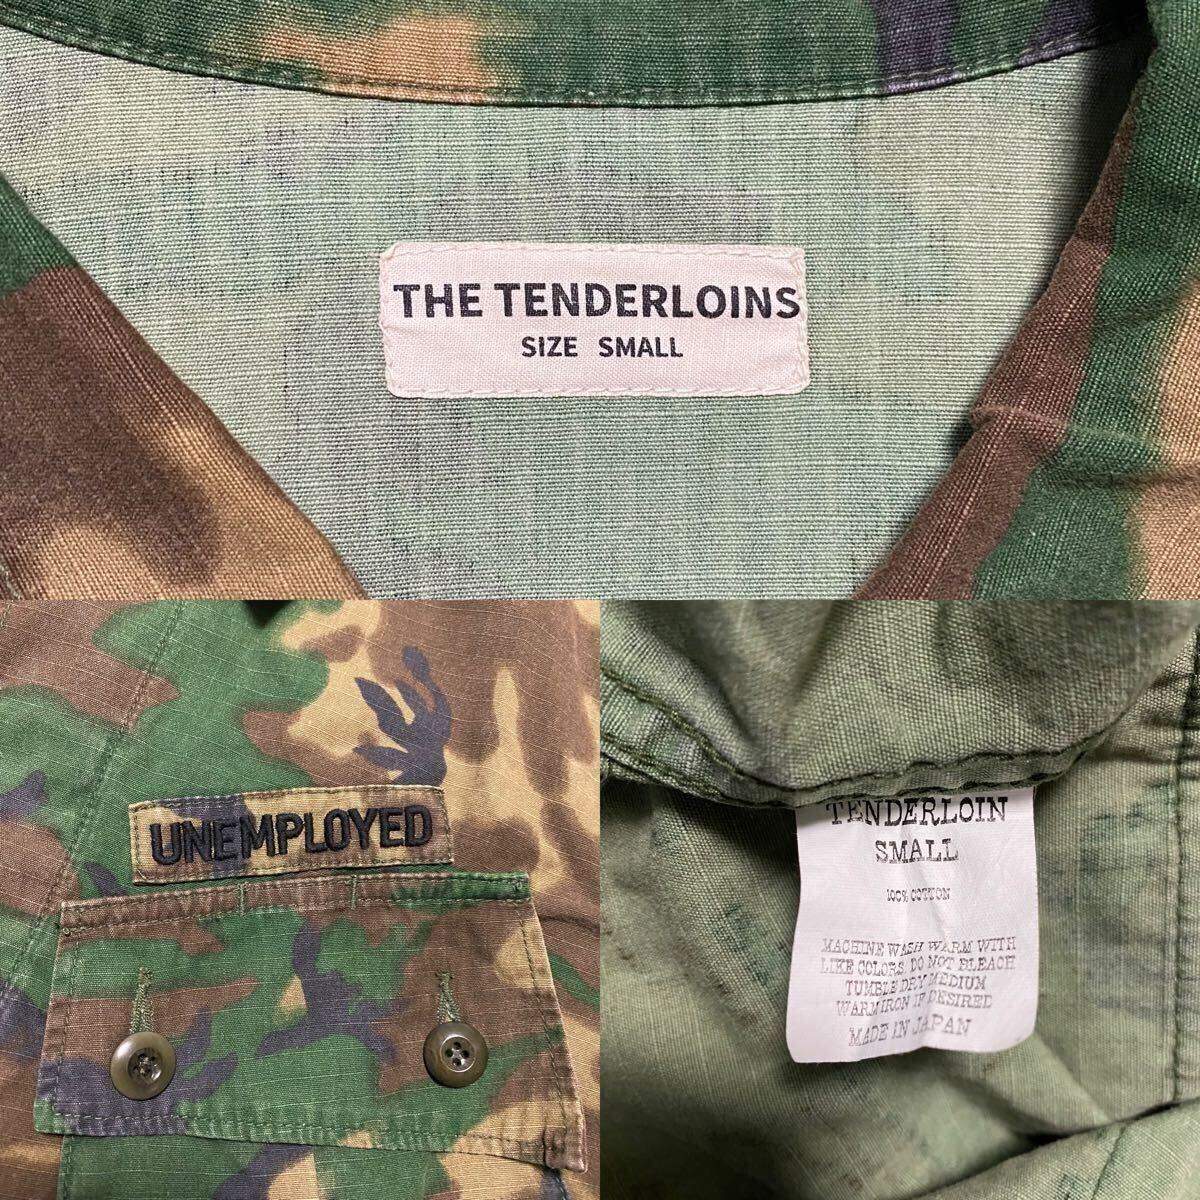 THE TENDERLOINS
SIZE SMALL
UNEMPLOYED
TENDERLOIN
SMALL
100% COTTON
MACHINE WASH WARM WITH
LIKE COLORS. DO NOT BLEACH
TUMBLE DRY MEDIUM
WARM IRON IF DESIRED
MADE IN JAPAN